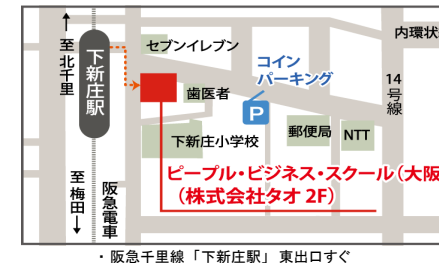 ↑至北千里
下新庄駅
セブンイレブン
内環状
コイン
パーキング
P
14号線
歯医者
下新庄小学校
郵便局
NTT
ピープル・ビジネス・スクール(大阪
(株式会社タオ 2F)
至梅田↓
阪急電車
・阪急千里線「下新庄駅」東出口すぐ